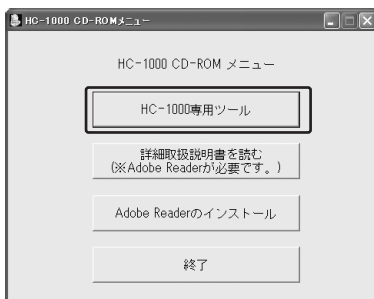 HC-1000 CD-ROMメニュー
HC-1000 CD-ROM メニュー
HC-1000専用ツール
詳細取扱説明書を読む
(※Adobe Readerが必要です。)
Adobe Readerのインストール
終了